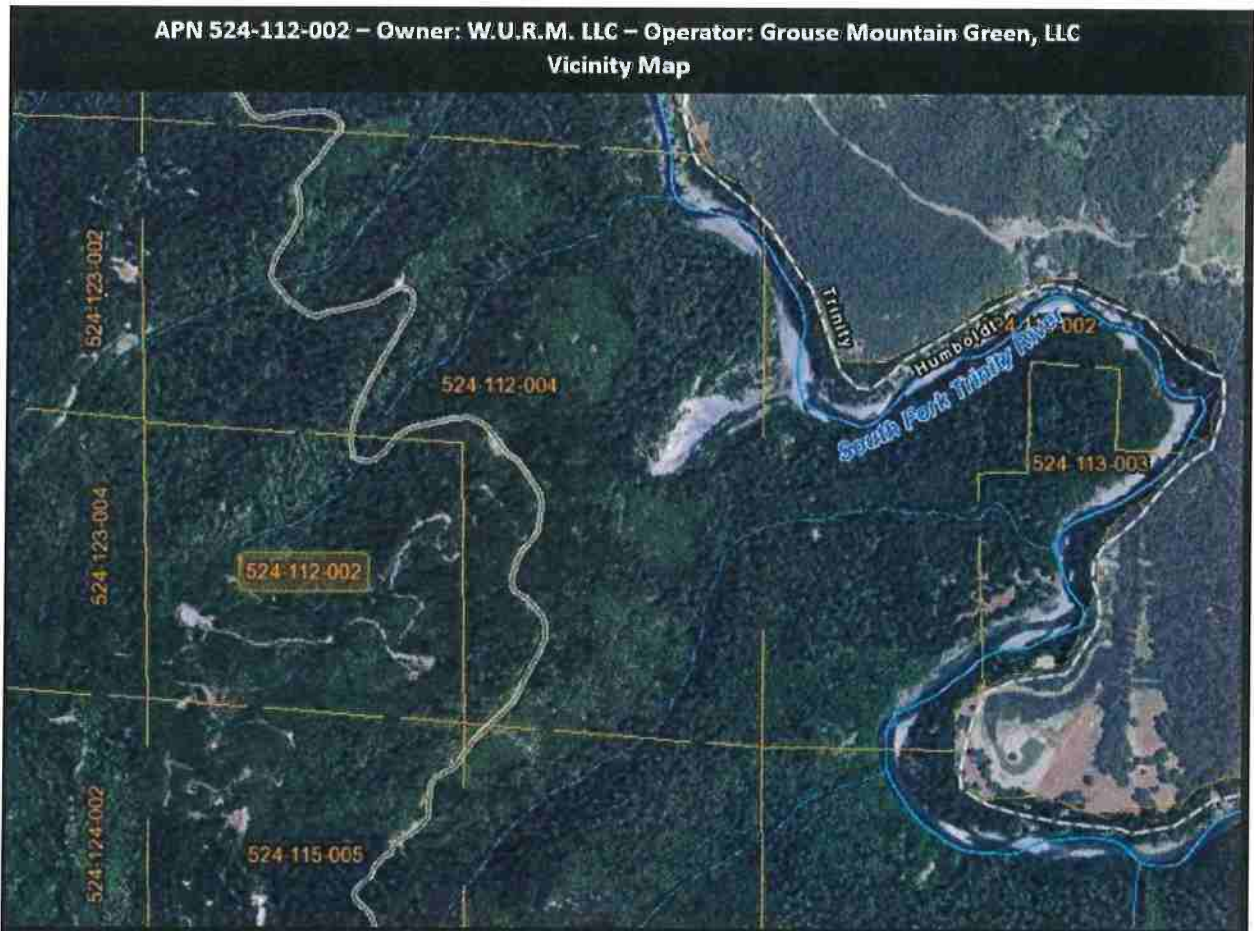 APN 524-112-002 – Owner: W.U.R.M. LLC – Operator: Grouse Mountain Green, LLC
Vicinity Map
524-123-002
Trinity
Humboldt
002
South Fork Trinity River
524-112-004
524-113-003
524-123-004
524-112-002
524-124-002
524-115-005